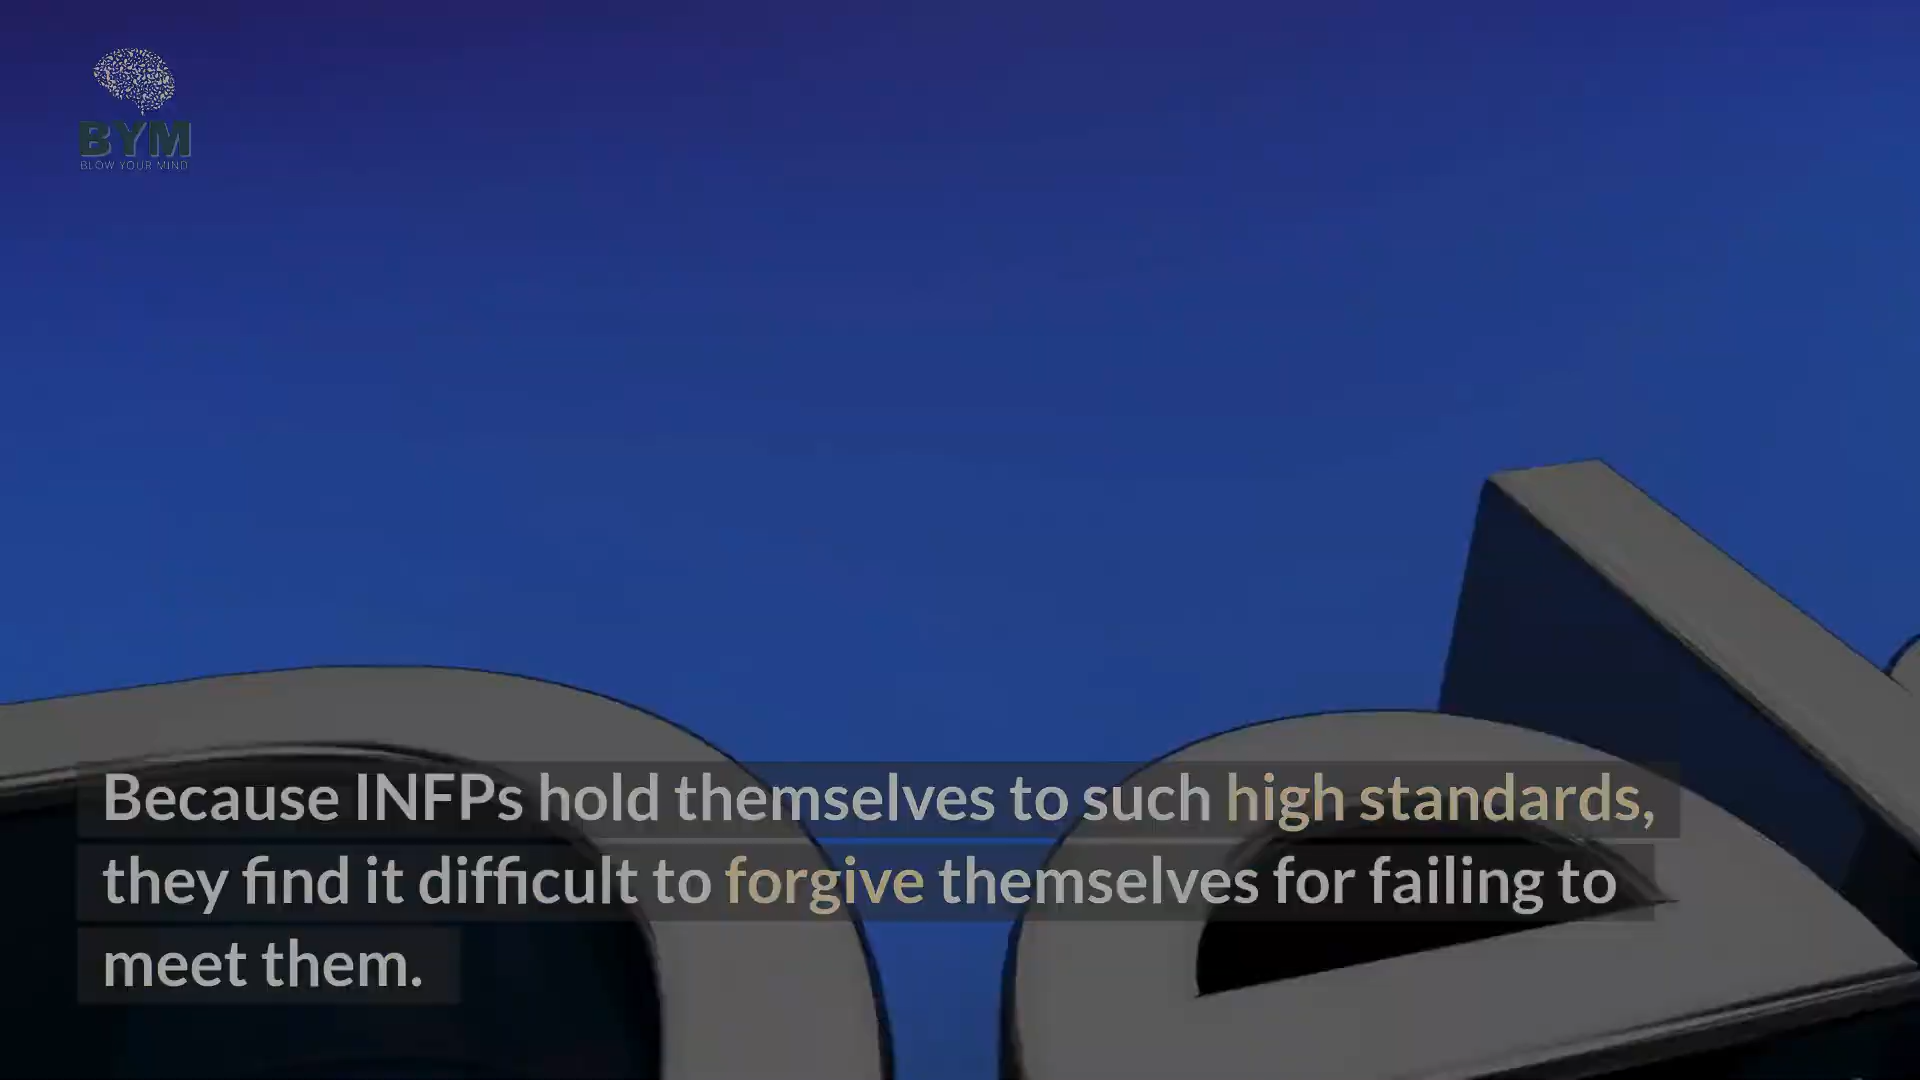 BYM
BLOW YOUR MIND
Because INFPs hold themselves to such high standards,
they find it difficult to forgive themselves for failing to
meet them.